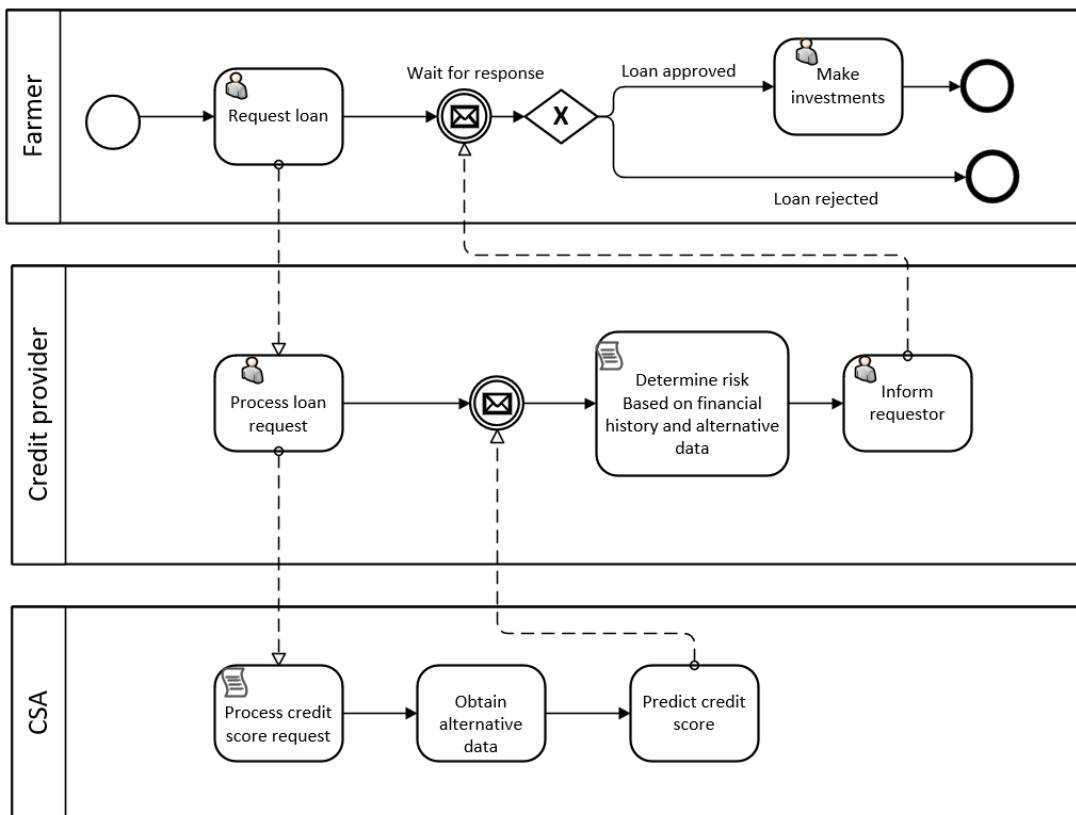 Farmer
Request loan
Wait for response
X
Loan approved
Make
investments
Loan rejected
Credit provider
Process loan
request
Determine risk
Based on financial
history and alternative
data
Inform
requestor
CSA
Process credit
score request
Obtain
alternative
data
Predict credit
score